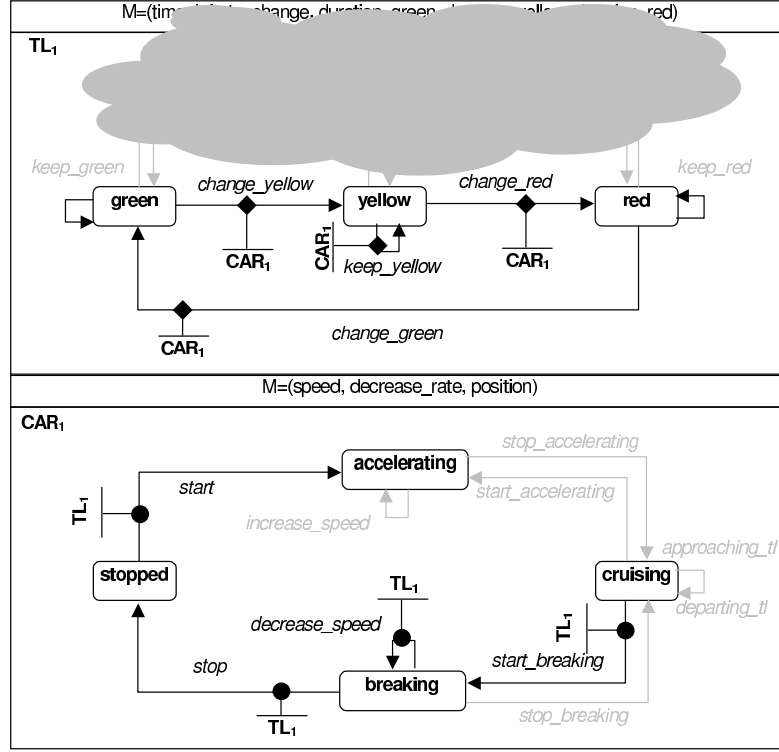 M=(time
change, duration_green,
red)
TL₁
keep_green
change_yellow
change_red
keep_red
green
yellow
red
CAR₁
CAR₁
CAR₁
keep_yellow
change_green
CAR₁
M=(speed, decrease_rate, position)
CAR₁
stop_accelerating
accelerating
start
start_accelerating
TL₁
increase_speed
approaching_tl
stopped
cruising
TL₁
departing_tl
decrease_speed
TL₁
start_breaking
stop
breaking
stop_breaking
TL₁